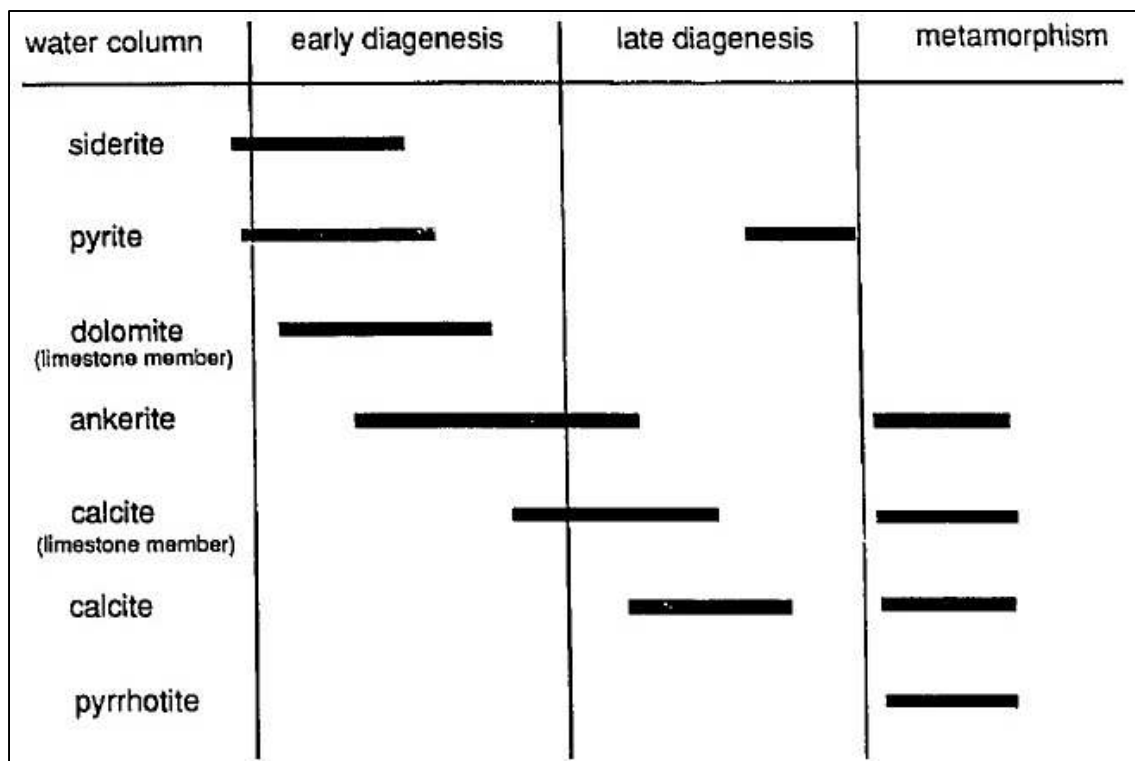 water column early diagenesis late diagenesis metamorphism
siderite
pyrite
dolomite
(limestone member)
ankerite
calcite
(limestone member)
calcite
pyrrhotite